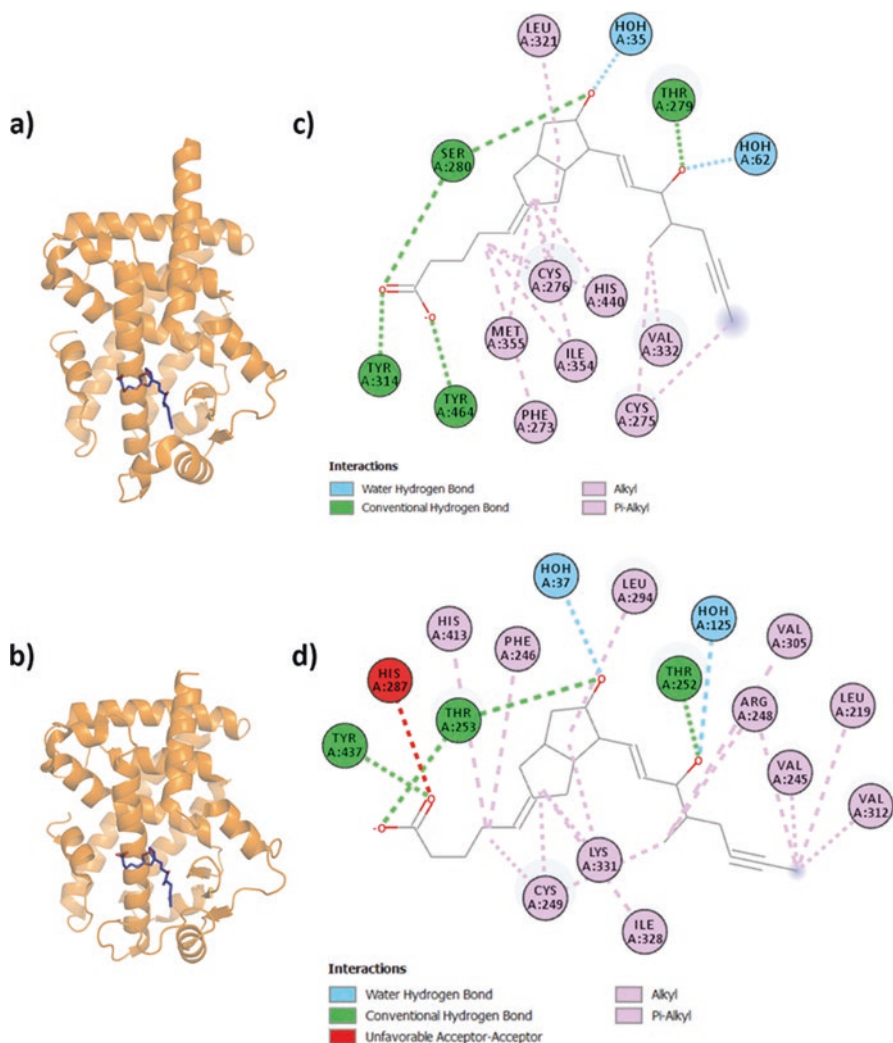 a)
c)
LEU
A:321
HOH
A:35
THR
A:279
HOH
A:62
SER
A:280
CYS
A:276
HIS
A:440
MET
A:355
ILE
A:354
VAL
A:332
TYR
A:314
TYR
A:464
PHE
A:273
CYS
A:275
Interactions
Water Hydrogen Bond
Conventional Hydrogen Bond
Alkyl
Pi-Alkyl
b)
d)
HOH
A:37
LEU
A:294
HOH
A:125
VAL
A:305
HIS
A:413
PHE
A:246
HIS
A:287
THR
A:252
ARG
A:248
LEU
A:219
TYR
A:437
THR
A:253
VAL
A:245
VAL
A:312
LYS
A:331
CYS
A:249
ILE
A:328
Interactions
Water Hydrogen Bond
Conventional Hydrogen Bond
Unfavorable Acceptor-Acceptor
Alkyl
Pi-Alkyl